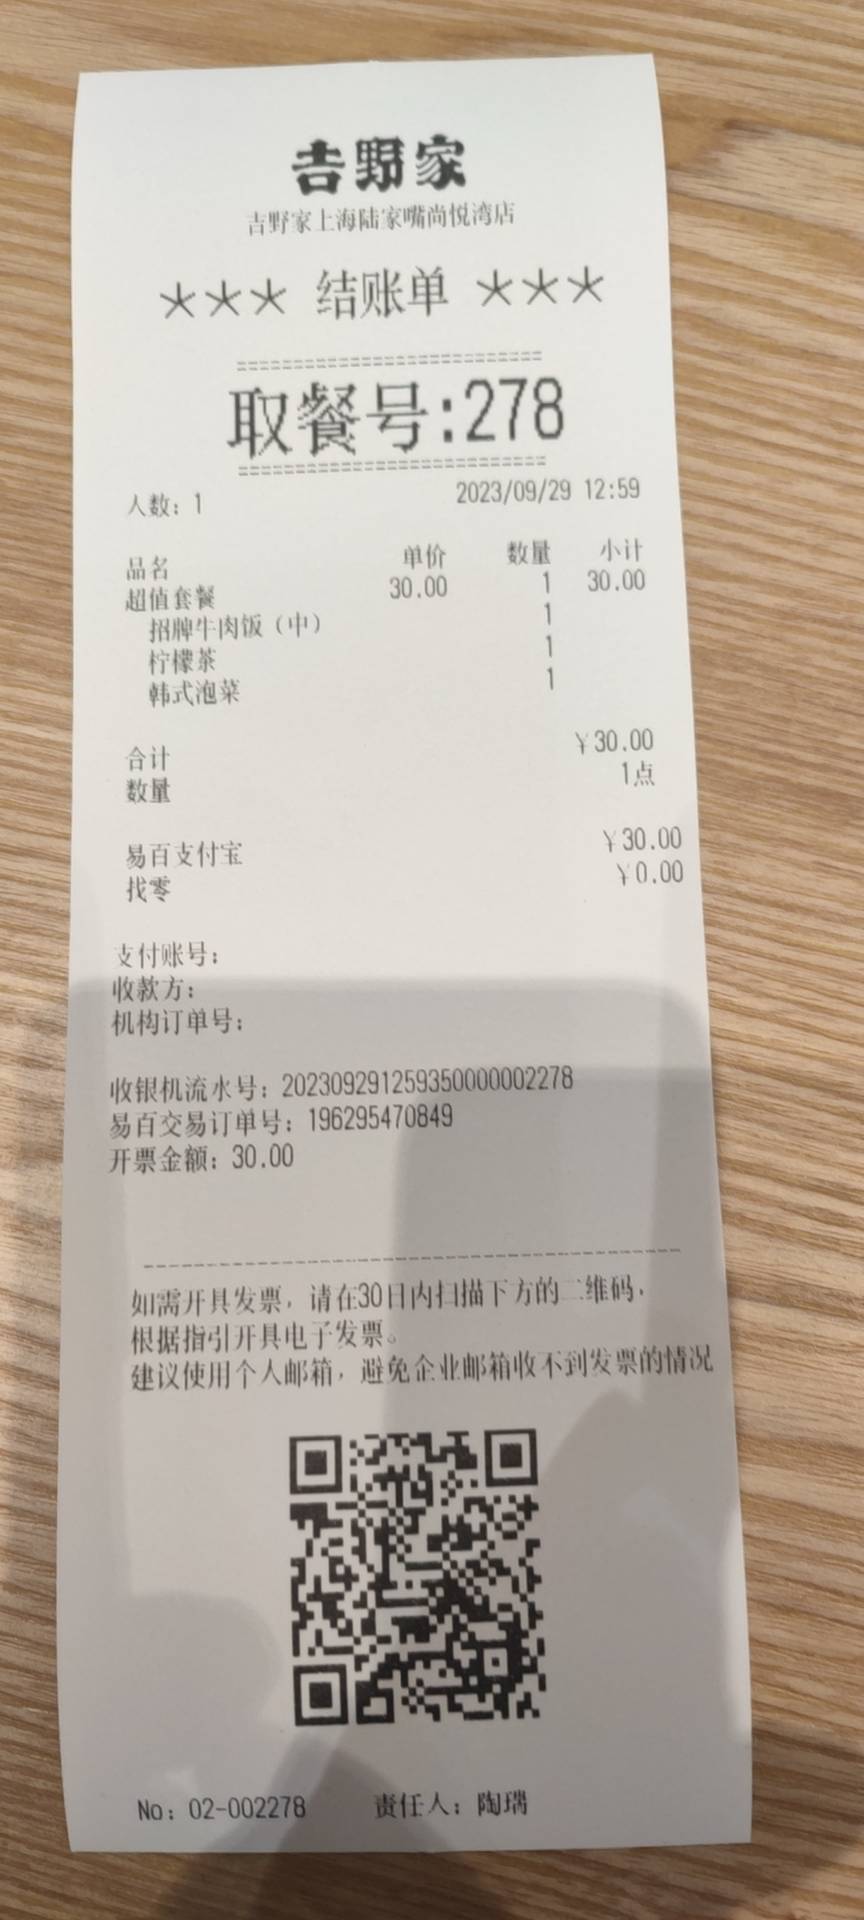 吉野家
吉野家上海陆家嘴尚悦湾店
*** 结账单 ***
==========================
取餐号:278
==========================
人数: 1 2023/09/29 12:59
品名 单价 数量 小计
超值套餐 30.00 1 30.00
招牌牛肉饭（中） 1
柠檬茶 1
韩式泡菜 1
合计 ¥30.00
数量 1点
易百支付宝 ¥30.00
找零 ¥0.00
支付账号:
收款方:
机构订单号:
收银机流水号: 2023092912593500000002278
易百交易订单号: 196295470849
开票金额: 30.00
如需开具发票，请在30日内扫描下方的二维码，
根据指引开具电子发票。
建议使用个人邮箱，避免企业邮箱收不到发票的情况
No: 02-002278 责任人: 陶瑞